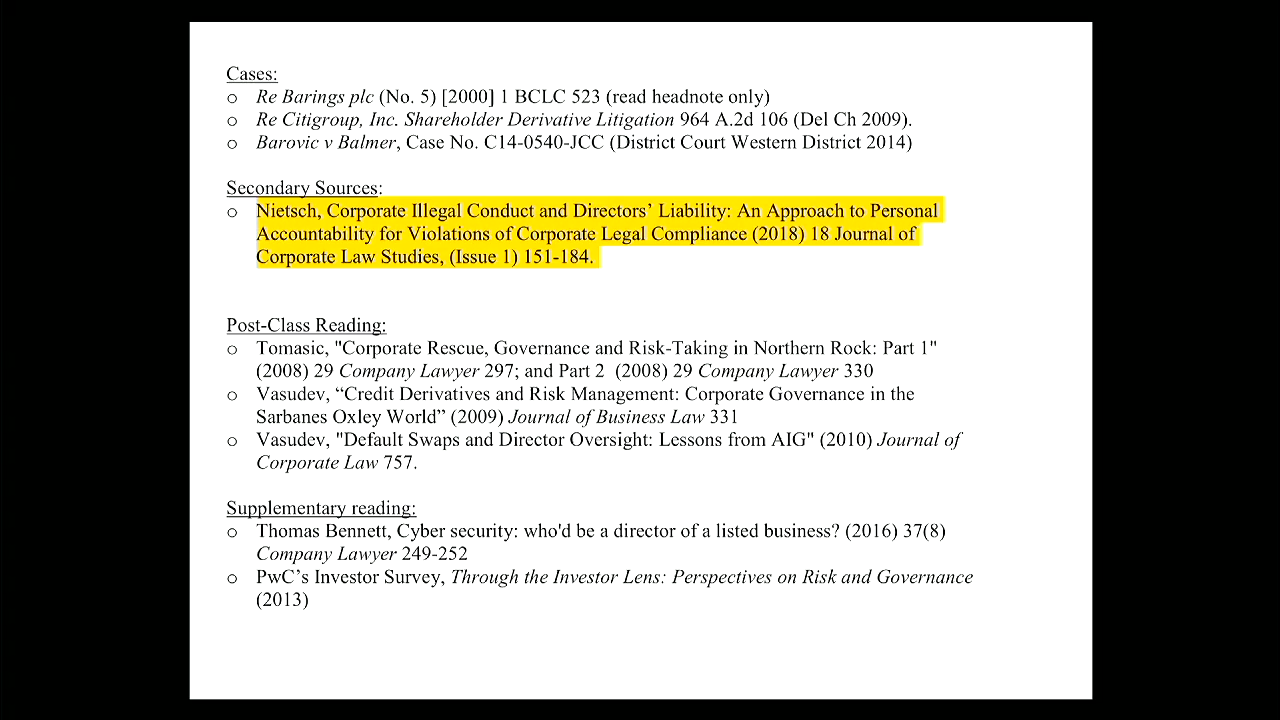 Cases:
o Re Barings plc (No. 5) [2000] 1 BCLC 523 (read headnote only)
o Re Citigroup, Inc. Shareholder Derivative Litigation 964 A.2d 106 (Del Ch 2009).
o Barovic v Balmer, Case No. C14-0540-JCC (District Court Western District 2014)
Secondary Sources:
o Nietsch, Corporate Illegal Conduct and Directors’ Liability: An Approach to Personal
Accountability for Violations of Corporate Legal Compliance (2018) 18 Journal of
Corporate Law Studies, (Issue 1) 151-184.
Post-Class Reading:
o Tomasic, "Corporate Rescue, Governance and Risk-Taking in Northern Rock: Part 1"
(2008) 29 Company Lawyer 297; and Part 2  (2008) 29 Company Lawyer 330
o Vasudev, “Credit Derivatives and Risk Management: Corporate Governance in the
Sarbanes Oxley World” (2009) Journal of Business Law 331
o Vasudev, "Default Swaps and Director Oversight: Lessons from AIG" (2010) Journal of
Corporate Law 757.
Supplementary reading:
o Thomas Bennett, Cyber security: who'd be a director of a listed business? (2016) 37(8)
Company Lawyer 249-252
o PwC’s Investor Survey, Through the Investor Lens: Perspectives on Risk and Governance
(2013)